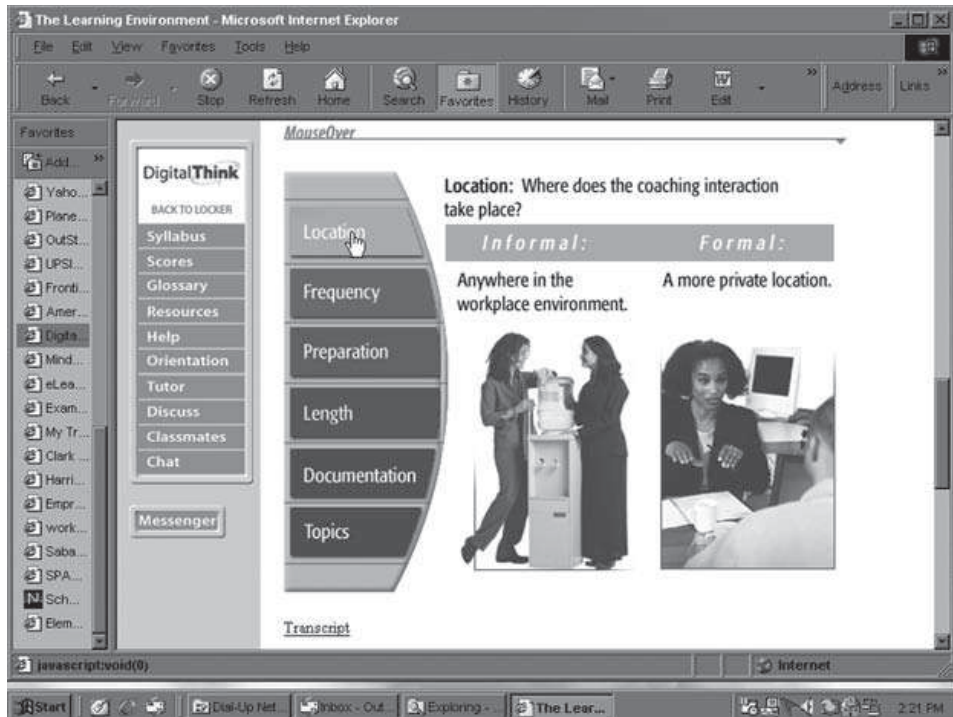 The Learning Environment - Microsoft Internet Explorer
File Edit View Favorites Tools Help
Back Forward Stop Refresh Home Search Favorites History Mail Print Edit » Address Links »
Favorites
Add... »
Yaho...
Plane...
OutSt...
UPSI...
Fronti...
Amer...
Digita...
Mind...
eLea...
Exam...
My Tr...
Clark ...
Harri...
Empr...
work...
Saba...
SPA...
Sch...
Elem...
DigitalThink
BACK TO LOCKER
Syllabus
Scores
Glossary
Resources
Help
Orientation
Tutor
Discuss
Classmates
Chat
Messenger
MouseOver
Location
Frequency
Preparation
Length
Documentation
Topics
Location: Where does the coaching interaction
take place?
Informal: Formal:
Anywhere in the
workplace environment.
A more private location.
Transcript
javascript:void(0) Internet
Start Dial-Up Net... Inbox - Out... Exploring - ... The Lear... 2:21 PM